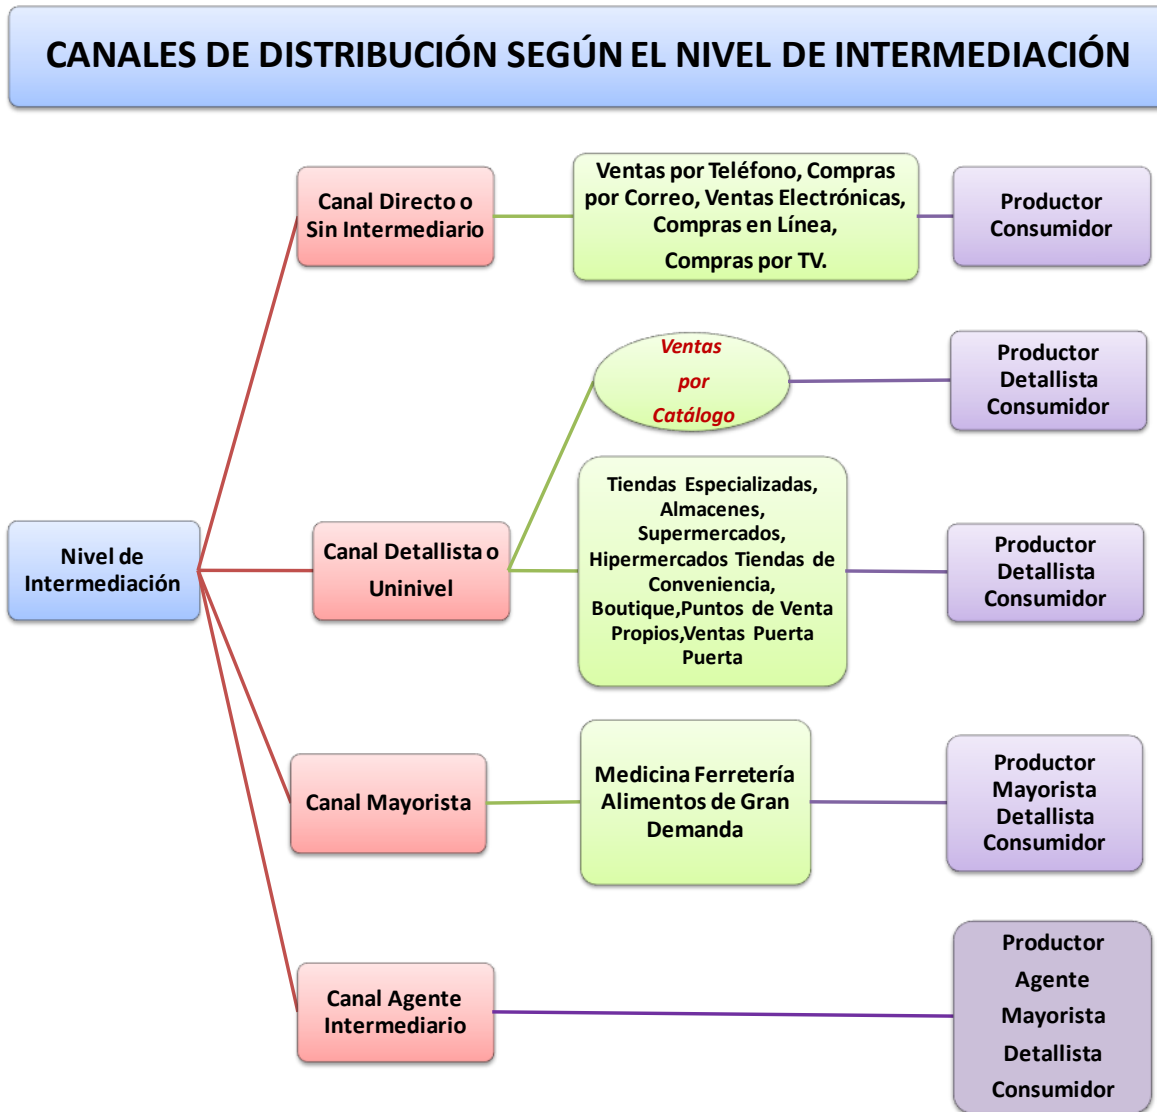 CANALES DE DISTRIBUCIÓN SEGÚN EL NIVEL DE INTERMEDIACIÓN
Nivel de
Intermediación
Canal Directo o
Sin Intermediario
Ventas por Teléfono, Compras
por Correo, Ventas Electrónicas,
Compras en Línea,
Compras por TV.
Productor
Consumidor
Canal Detallista o
Uninivel
Ventas
por
Catálogo
Productor
Detallista
Consumidor
Tiendas Especializadas,
Almacenes,
Supermercados,
Hipermercados Tiendas de
Conveniencia,
Boutique,Puntos de Venta
Propios,Ventas Puerta
Puerta
Productor
Detallista
Consumidor
Canal Mayorista
Medicina Ferretería
Alimentos de Gran
Demanda
Productor
Mayorista
Detallista
Consumidor
Canal Agente
Intermediario
Productor
Agente
Mayorista
Detallista
Consumidor